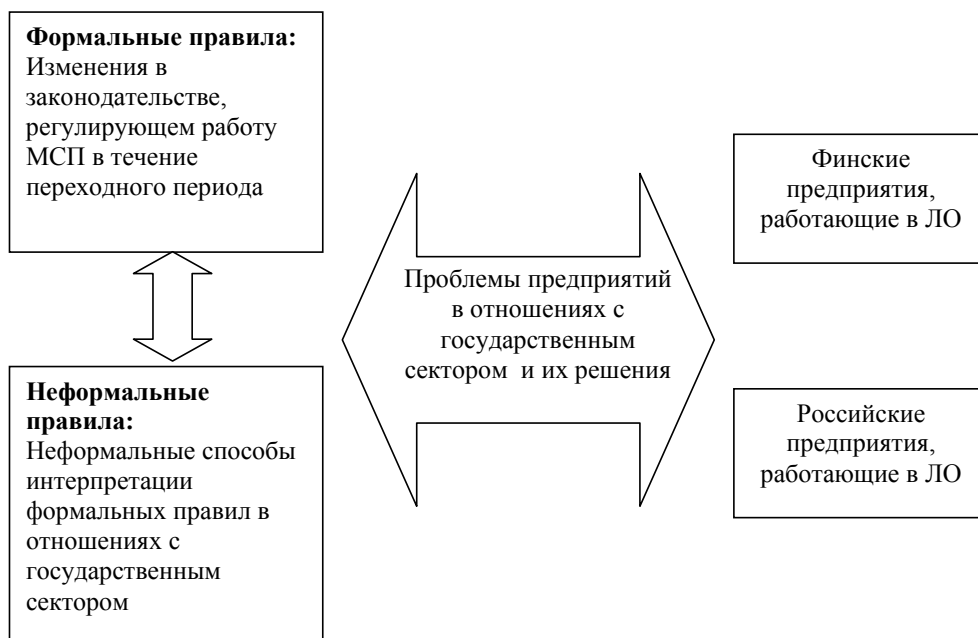 Формальные правила:
Изменения в
законодательстве,
регулирующем работу
МСП в течение
переходного периода
Неформальные
правила:
Неформальные способы
интерпретации
формальных правил в
отношениях с
государственным
сектором
Проблемы предприятий
в отношениях с
государственным
сектором и их решения
Финские
предприятия,
работающие в ЛО
Российские
предприятия,
работающие в ЛО